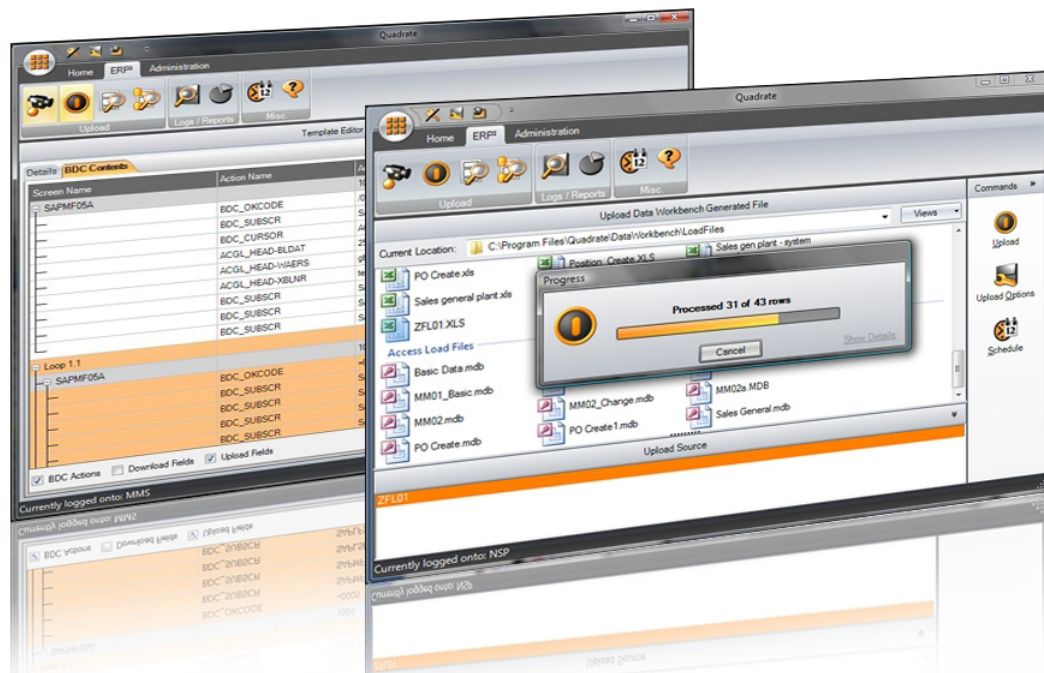 Quadrate
Home ERP² Administration
Upload Logs / Reports Misc.
Template Editor
Details BDC Contents
Screen Name Action Name
SAPMF05A
BDC_OKCODE
BDC_SUBSCR
BDC_CURSOR
ACGL_HEAD-BLDAT
ACGL_HEAD-WAERS
ACGL_HEAD-XBLNR
BDC_SUBSCR
BDC_SUBSCR
BDC_SUBSCR
Loop 1.1
SAPMF05A
BDC_OKCODE
BDC_SUBSCR
BDC_SUBSCR
BDC_SUBSCR
BDC_SUBSCR
BDC Actions Download Fields Upload Fields
Currently logged onto: MMS
Quadrate
Home ERP² Administration
Upload Logs / Reports Misc.
Upload Data Workbench Generated File
Views
Current Location: C:\Program Files\Quadrate\DataWorkbench\LoadFiles
PO Create.xls Position_Create.XLS Sales gen plant - system
Sales general plant.xls
ZFL01.XLS
Access Load Files
Basic Data.mdb
MM01_Basic.mdb MM02_Change.mdb MM02a.MDB
MM02.mdb PO Create1.mdb Sales General.mdb
PO Create.mdb
Progress
Processed 31 of 43 rows
Show Details
Cancel
Upload Source
ZFL01
Currently logged onto: NSP
Commands
Upload
Upload Options
Schedule